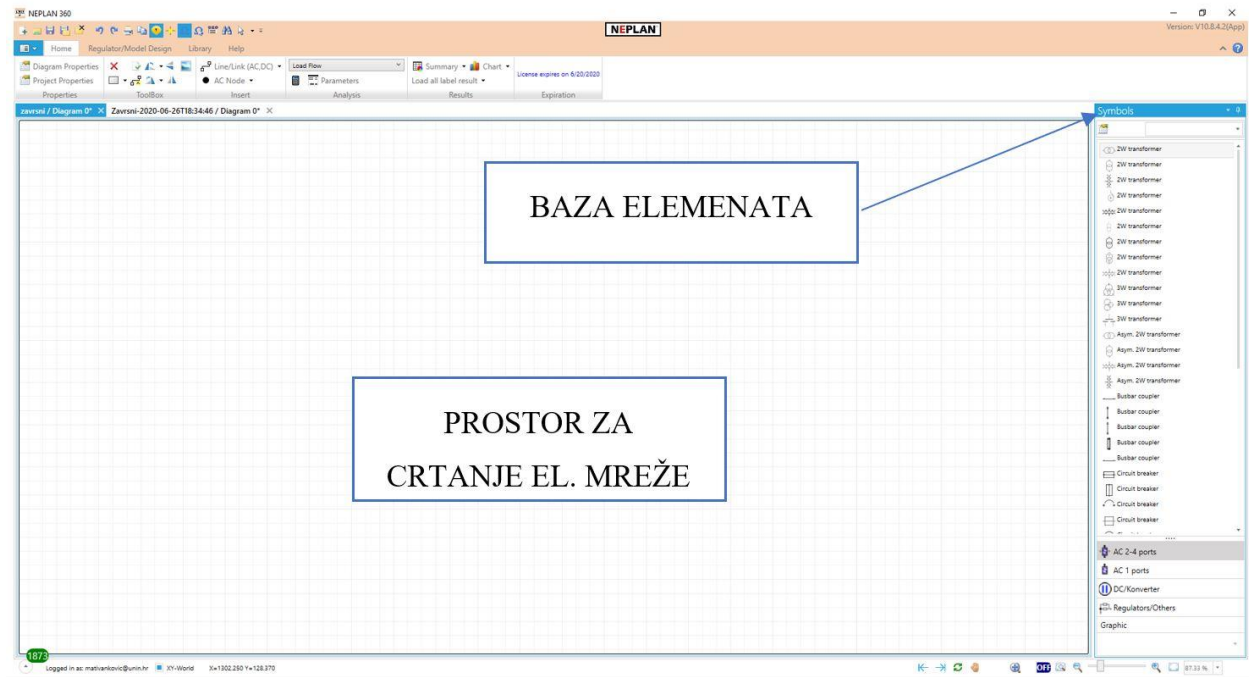 NEPLAN 360
NEPLAN
Version: V10.8.4.2(App)
Home Regulator/Model Design Library Help
Diagram Properties Line/Link (AC,DC) Load Flow Summary Chart
License expires on 6/20/2020
Project Properties AC Node Parameters Load all label result
Properties ToolBox Insert Analysis Results Expiration
zavrsni / Diagram 0* Zavrsni-2020-06-26T18:34:46 / Diagram 0*
Symbols
BAZA ELEMENATA
PROSTOR ZA
CRTANJE EL. MREŽE
2W transformer
2W transformer
2W transformer
2W transformer
2W transformer
2W transformer
2W transformer
2W transformer
2W transformer
3W transformer
3W transformer
3W transformer
Asym. 2W transformer
Asym. 2W transformer
Asym. 2W transformer
Asym. 2W transformer
Busbar coupler
Busbar coupler
Busbar coupler
Busbar coupler
Busbar coupler
Circuit breaker
Circuit breaker
Circuit breaker
Circuit breaker
AC 2-4 ports
AC 1 ports
DC/Konverter
Regulators/Others
Graphic
1873
Logged in as: mativankovic@unin.hr XY-World X=1302.250 Y=128.370
OFF
87.33 %